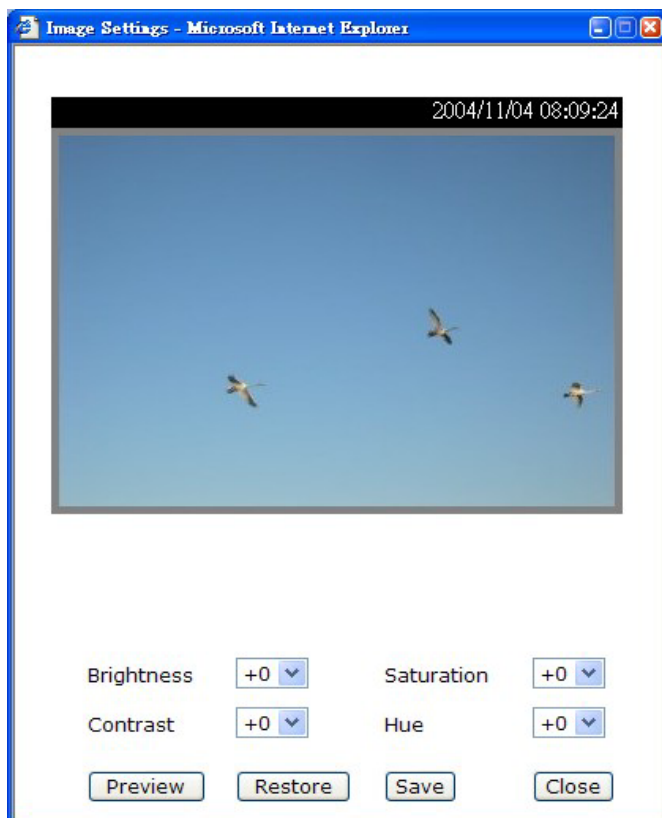 Image Settings - Microsoft Internet Explorer
2004/11/04 08:09:24
Brightness +0 Saturation +0
Contrast +0 Hue +0
Preview Restore Save Close